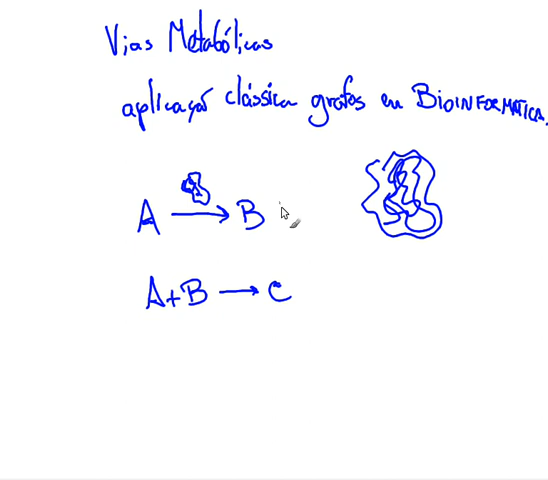 Vias Metabólicas
aplicação clássica grafos em BIOINFORMATICA.
A → B
A+B → C